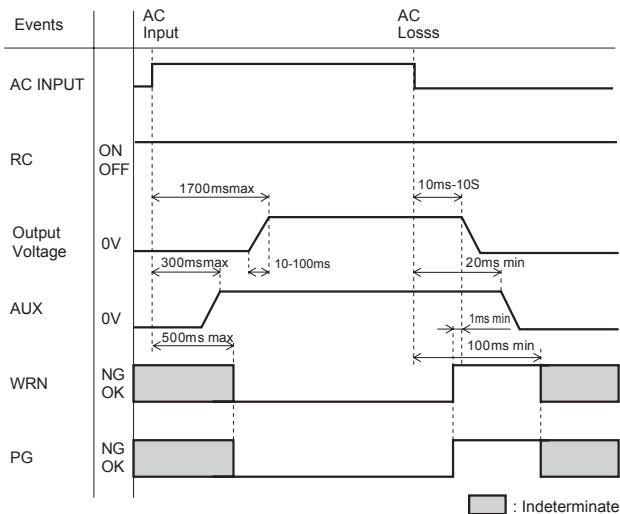 Events
AC
Input
AC
Losss
AC INPUT
RC
ON
OFF
1700msmax
10ms-10S
Output
Voltage
0V
10-100ms
300msmax
20ms min
AUX
0V
500ms max
1ms min
100ms min
WRN
NG
OK
PG
NG
OK
: Indeterminate